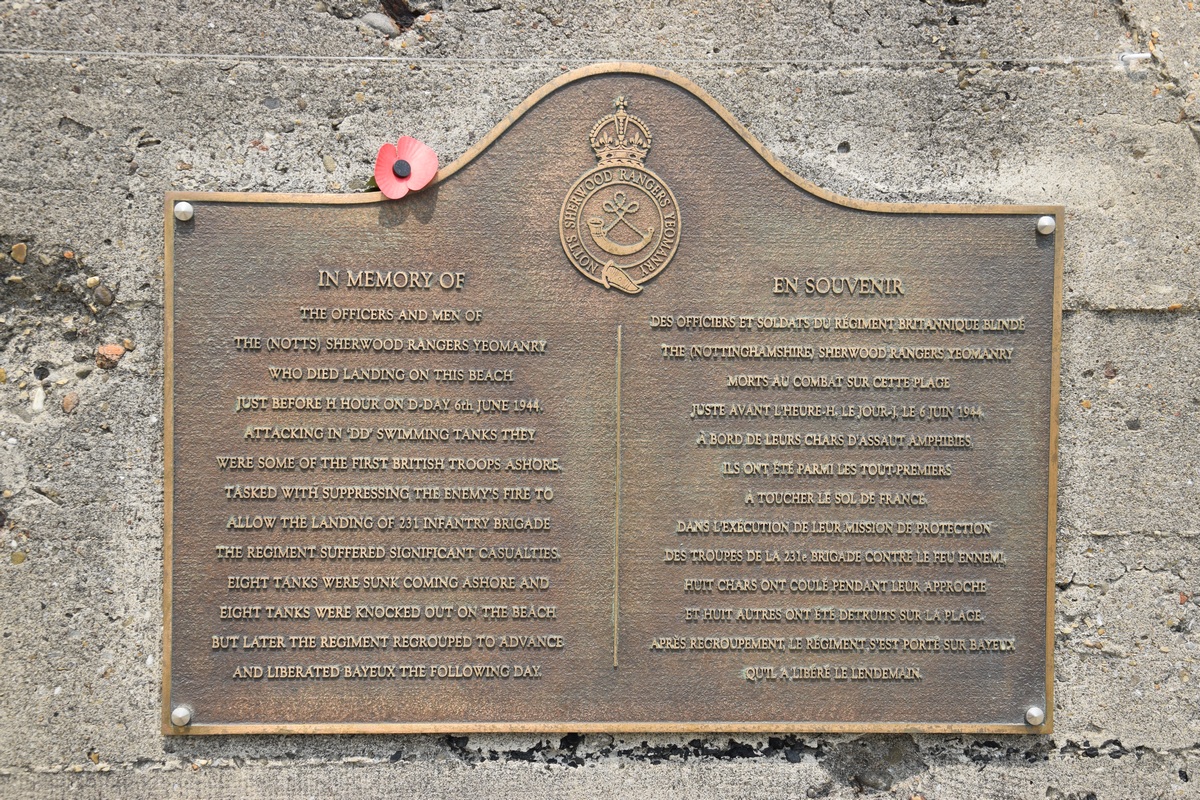 NOTTS SHERWOOD RANGERS YEOMANRY
IN MEMORY OF
THE OFFICERS AND MEN OF
THE (NOTTS) SHERWOOD RANGERS YEOMANRY
WHO DIED LANDING ON THIS BEACH
JUST BEFORE H HOUR ON D-DAY 6th JUNE 1944.
ATTACKING IN 'DD' SWIMMING TANKS THEY
WERE SOME OF THE FIRST BRITISH TROOPS ASHORE.
TASKED WITH SUPPRESSING THE ENEMY'S FIRE TO
ALLOW THE LANDING OF 231 INFANTRY BRIGADE
THE REGIMENT SUFFERED SIGNIFICANT CASUALTIES.
EIGHT TANKS WERE SUNK COMING ASHORE AND
EIGHT TANKS WERE KNOCKED OUT ON THE BEACH
BUT LATER THE REGIMENT REGROUPED TO ADVANCE
AND LIBERATED BAYEUX THE FOLLOWING DAY.
EN SOUVENIR
DES OFFICIERS ET SOLDATS DU RÉGIMENT BRITANNIQUE BLINDÉ
THE (NOTTINGHAMSHIRE) SHERWOOD RANGERS YEOMANRY
MORTS AU COMBAT SUR CETTE PLAGE
JUSTE AVANT L'HEURE-H, LE JOUR-J, LE 6 JUIN 1944.
À BORD DE LEURS CHARS D'ASSAUT AMPHIBIES,
ILS ONT ÉTÉ PARMI LES TOUT PREMIERS
À TOUCHER LE SOL DE FRANCE.
DANS L'EXÉCUTION DE LEUR MISSION DE PROTECTION
DES TROUPES DE LA 231e BRIGADE CONTRE LE FEU ENNEMI,
HUIT CHARS ONT COULÉ PENDANT LEUR APPROCHE
ET HUIT AUTRES ONT ÉTÉ DETRUITS SUR LA PLAGE.
APRÈS REGROUPEMENT, LE RÉGIMENT S'EST PORTÉ SUR BAYEUX
QU'IL A LIBÉRÉ LE LENDEMAIN.